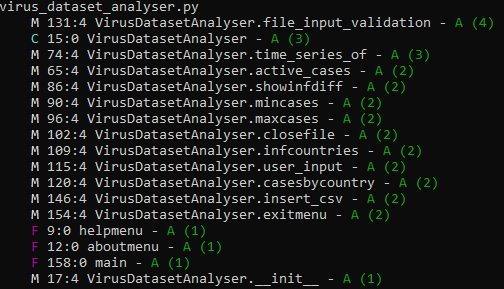 virus_dataset_analyser.py
M 131:4 VirusDatasetAnalyser.file_input_validation - A (4)
C 15:0 VirusDatasetAnalyser - A (3)
M 74:4 VirusDatasetAnalyser.time_series_of - A (3)
M 65:4 VirusDatasetAnalyser.active_cases - A (2)
M 86:4 VirusDatasetAnalyser.showinfdiff - A (2)
M 90:4 VirusDatasetAnalyser.mincases - A (2)
M 96:4 VirusDatasetAnalyser.maxcases - A (2)
M 102:4 VirusDatasetAnalyser.closefile - A (2)
M 109:4 VirusDatasetAnalyser.infcountries - A (2)
M 115:4 VirusDatasetAnalyser.user_input - A (2)
M 120:4 VirusDatasetAnalyser.casesbycountry - A (2)
M 146:4 VirusDatasetAnalyser.insert_csv - A (2)
M 154:4 VirusDatasetAnalyser.exitmenu - A (2)
F 9:0 helpmenu - A (1)
F 12:0 aboutmenu - A (1)
F 158:0 main - A (1)
M 17:4 VirusDatasetAnalyser.__init__ - A (1)